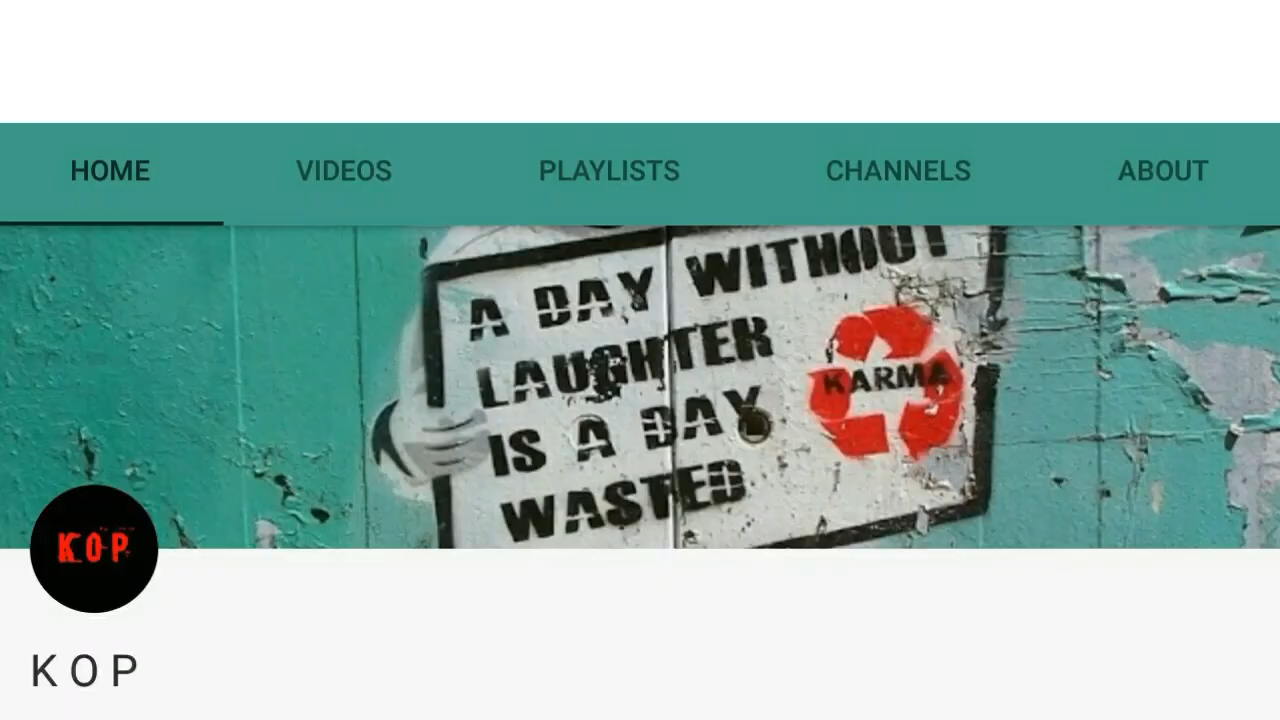 HOME VIDEOS PLAYLISTS CHANNELS ABOUT
A DAY WITHOUT
LAUGHTER
IS A DAY
WASTED
KARMA
KOP
K O P